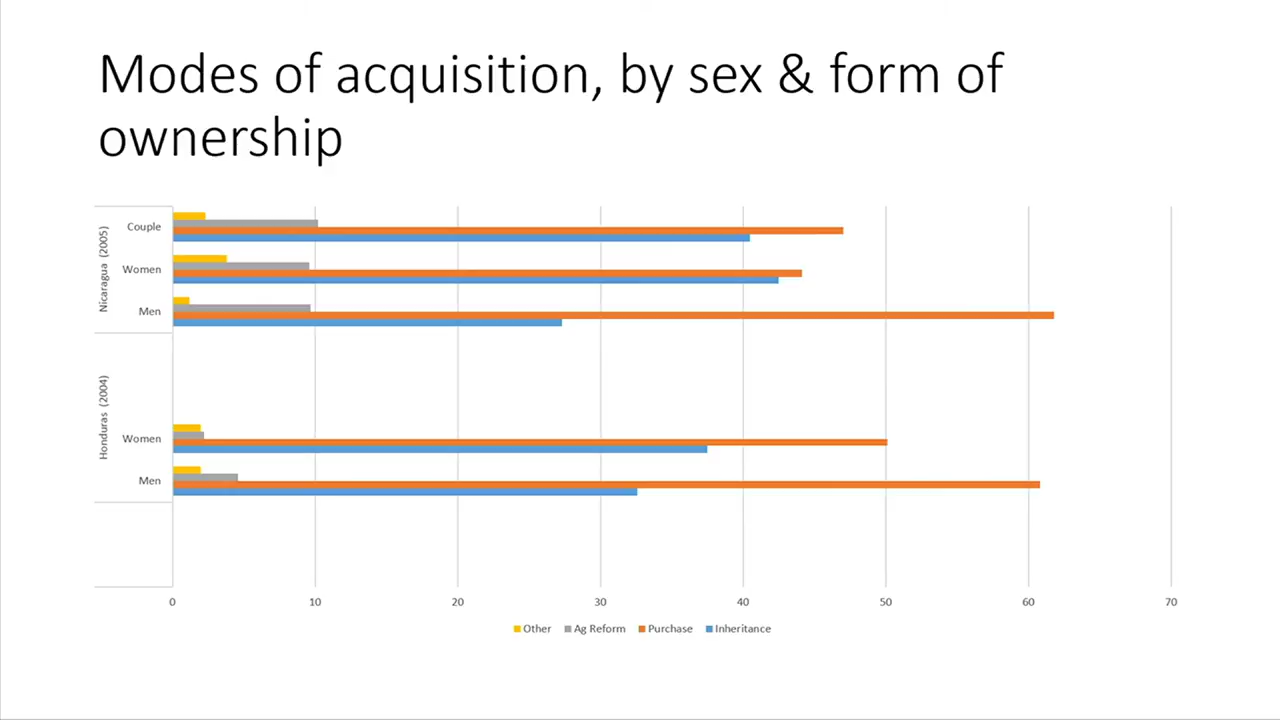 Modes of acquisition, by sex & form of
ownership
Nicaragua (2005)
Couple
Women
Men
Honduras (2004)
Women
Men
0 10 20 30 40 50 60 70
Other Ag Reform Purchase Inheritance